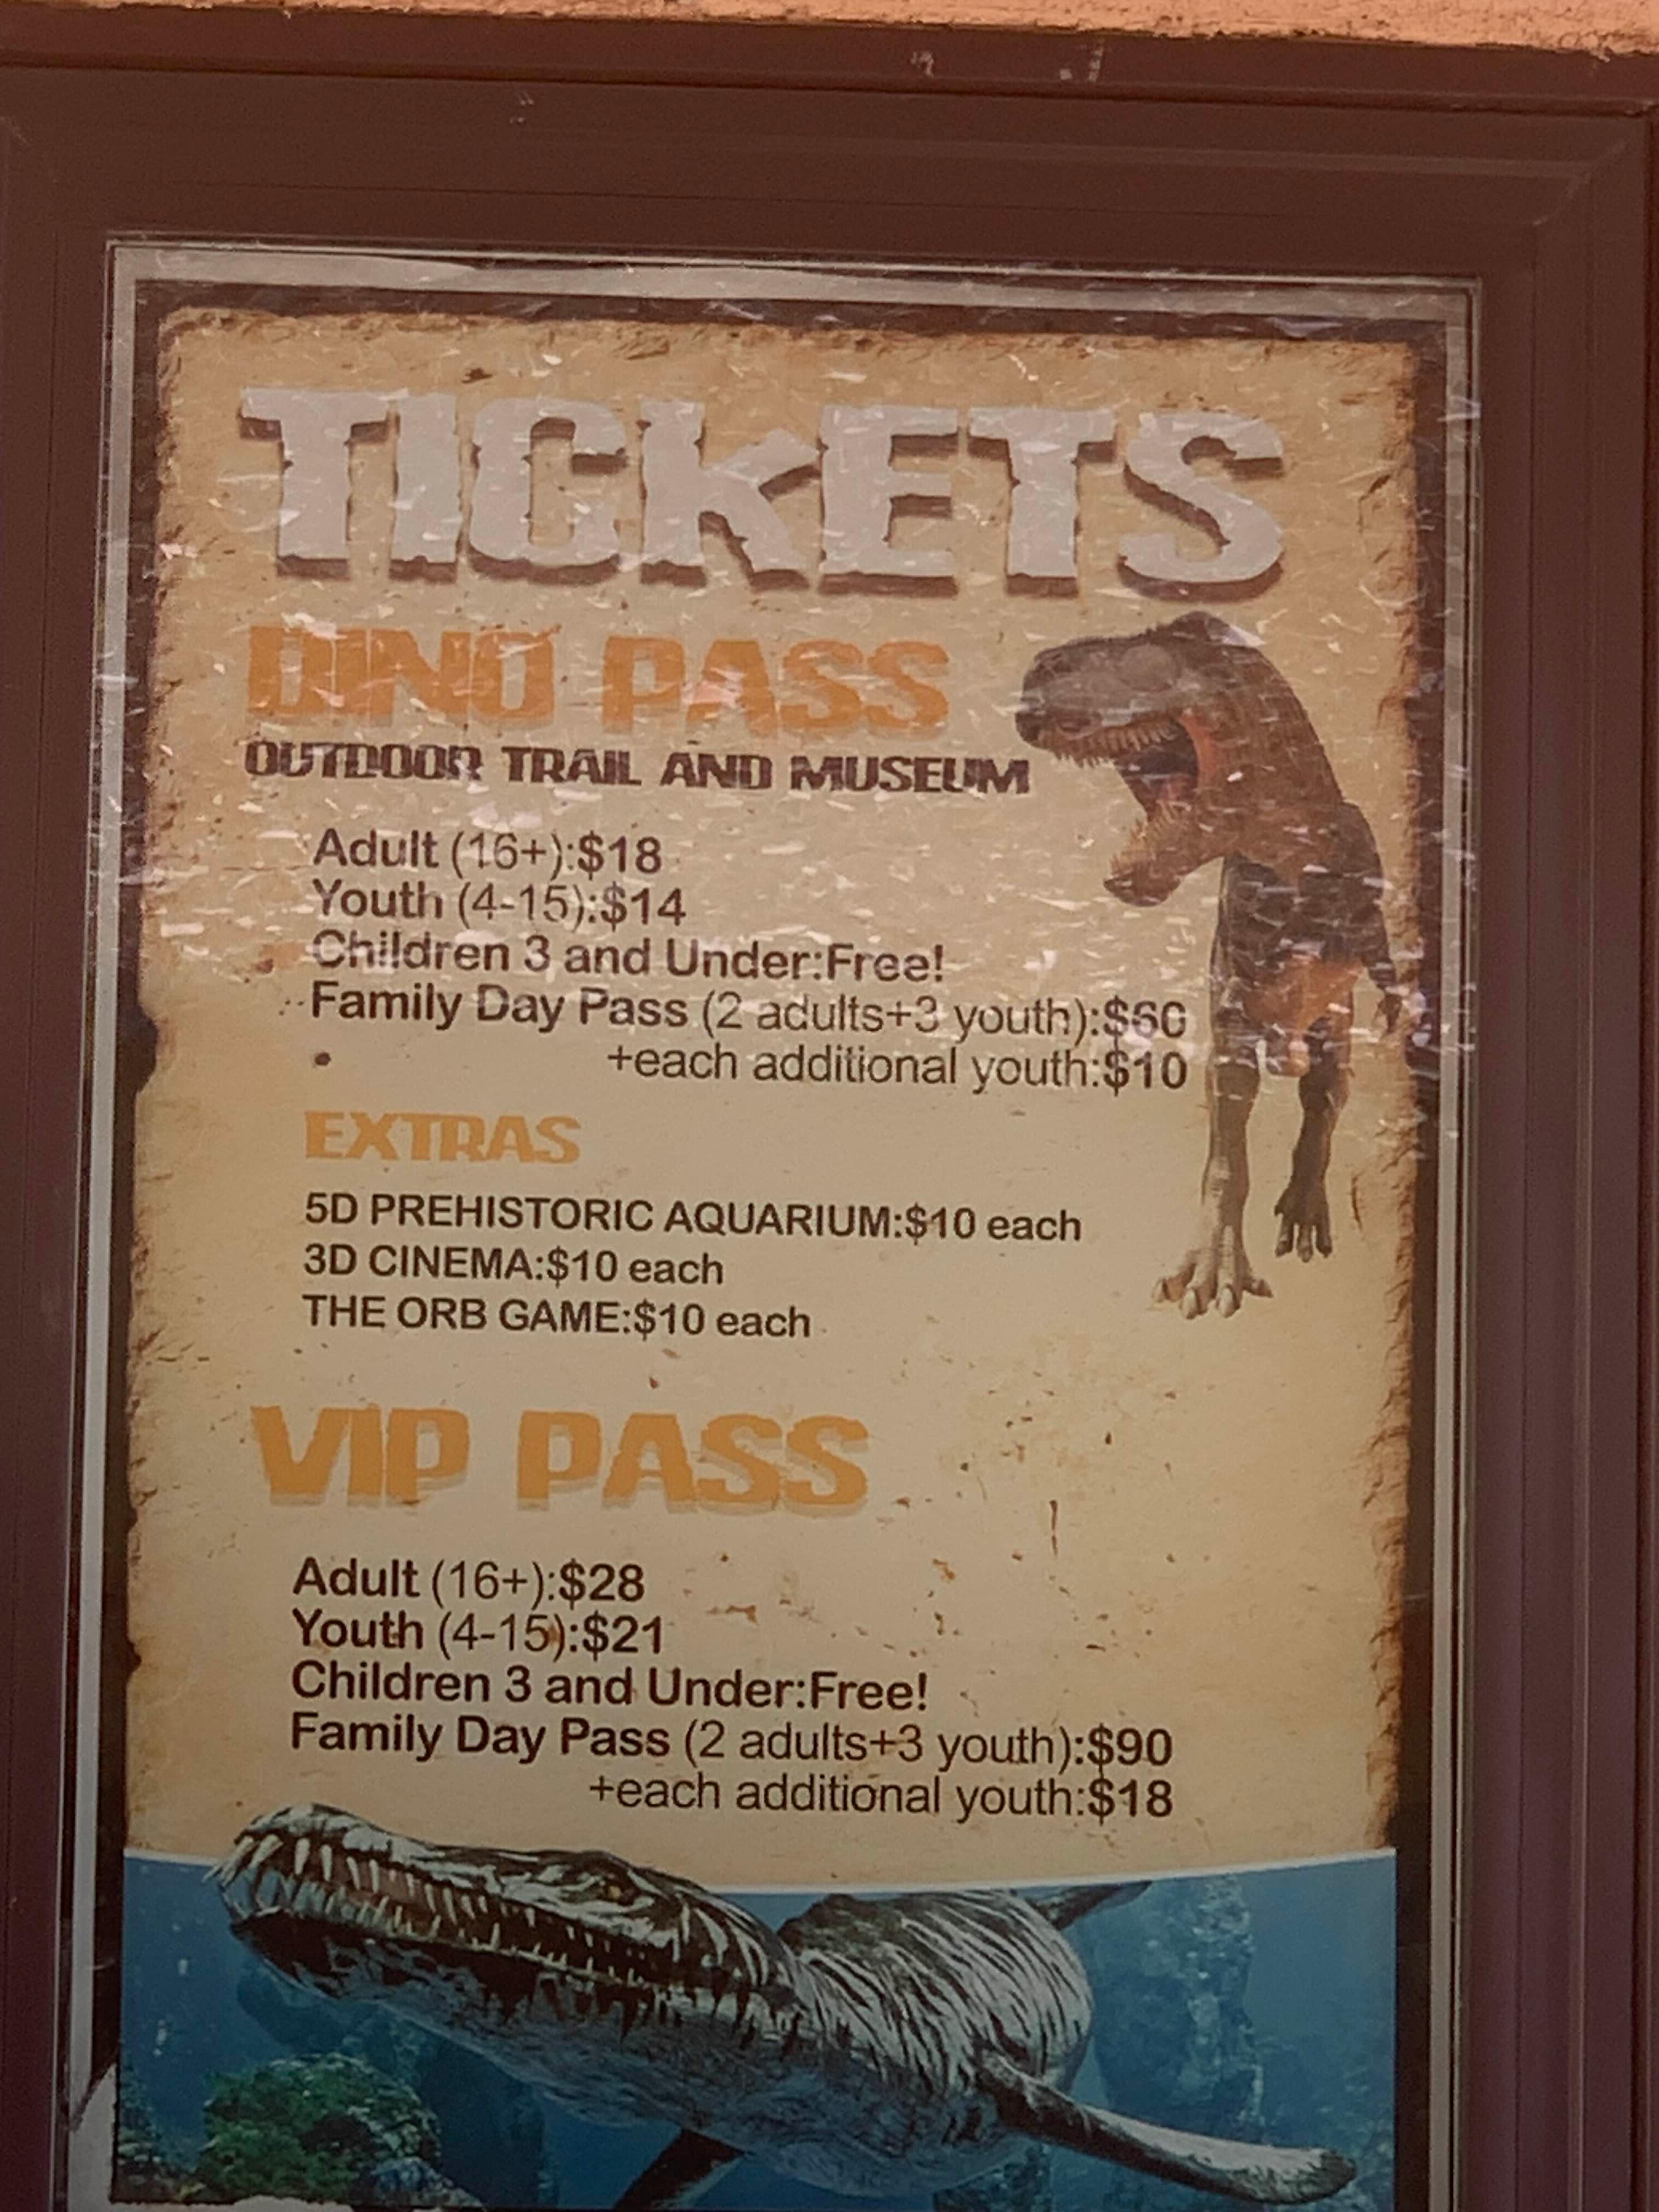 TICKETS
DINO PASS
OUTDOOR TRAIL AND MUSEUM
Adult (16+):$18
Youth (4-15):$14
Children 3 and Under:Free!
Family Day Pass (2 adults+3 youth):$60
+each additional youth:$10
EXTRAS
5D PREHISTORIC AQUARIUM:$10 each
3D CINEMA:$10 each
THE ORB GAME:$10 each
VIP PASS
Adult (16+):$28
Youth (4-15):$21
Children 3 and Under:Free!
Family Day Pass (2 adults+3 youth):$90
+each additional youth:$18